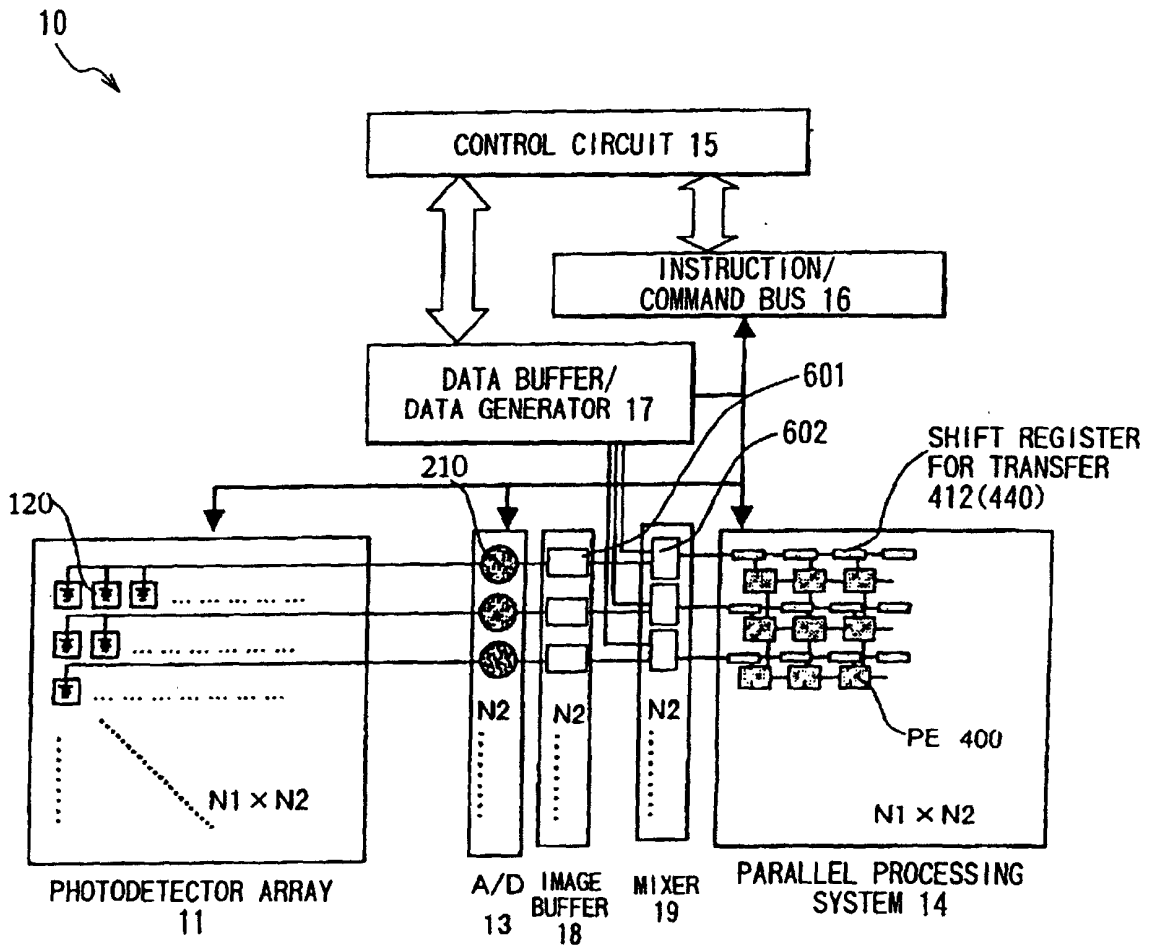 10
CONTROL CIRCUIT 15
INSTRUCTION/
COMMAND BUS 16
DATA BUFFER/
DATA GENERATOR 17
601
602
SHIFT REGISTER
FOR TRANSFER
412(440)
210
120
N2
N2
N2
PE 400
N1×N2
N1×N2
PHOTODETECTOR ARRAY
11
A/D
13
IMAGE
BUFFER
18
MIXER
19
PARALLEL PROCESSING
SYSTEM 14